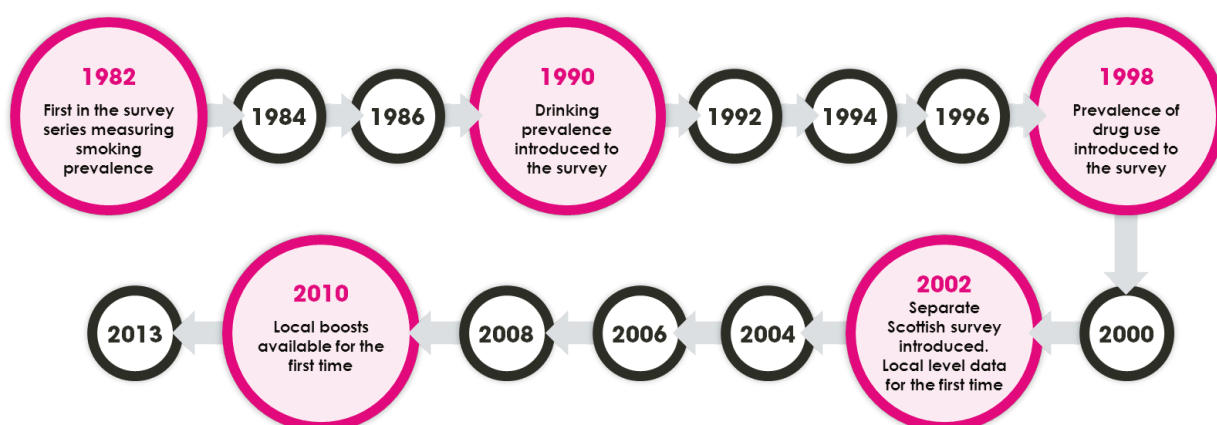 1982
First in the survey
series measuring
smoking
prevalence
1984
1986
1990
Drinking
prevalence
introduced to
the survey
1992
1994
1996
1998
Prevalence of
drug use
introduced to
the survey
2000
2002
Separate
Scottish survey
introduced.
Local level data
for the first time
2004
2006
2008
2010
Local boosts
available for the
first time
2013